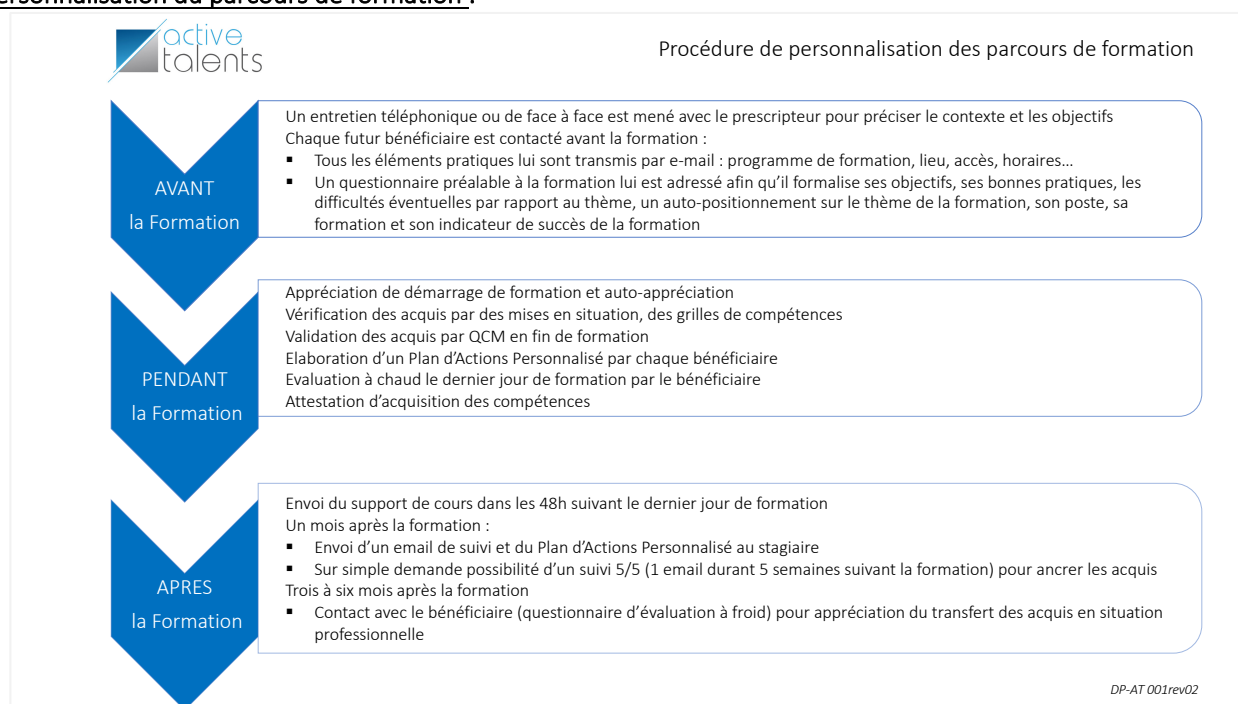 personnalisation du parcours de formation :
active
talents
Procédure de personnalisation des parcours de formation
AVANT
la Formation
Un entretien téléphonique ou de face à face est mené avec le prescripteur pour préciser le contexte et les objectifs
Chaque futur bénéficiaire est contacté avant la formation :
▪ Tous les éléments pratiques lui sont transmis par e-mail : programme de formation, lieu, accès, horaires…
▪ Un questionnaire préalable à la formation lui est adressé afin qu’il formalise ses objectifs, ses bonnes pratiques, les
difficultés éventuelles par rapport au thème, un auto-positionnement sur le thème de la formation, son poste, sa
formation et son indicateur de succès de la formation
PENDANT
la Formation
Appréciation de démarrage de formation et auto-appréciation
Vérification des acquis par des mises en situation, des grilles de compétences
Validation des acquis par QCM en fin de formation
Elaboration d’un Plan d’Actions Personnalisé par chaque bénéficiaire
Evaluation à chaud le dernier jour de formation par le bénéficiaire
Attestation d’acquisition des compétences
APRES
la Formation
Envoi du support de cours dans les 48h suivant le dernier jour de formation
Un mois après la formation :
▪ Envoi d’un email de suivi et du Plan d’Actions Personnalisé au stagiaire
▪ Sur simple demande possibilité d’un suivi 5/5 (1 email durant 5 semaines suivant la formation) pour ancrer les acquis
Trois à six mois après la formation
▪ Contact avec le bénéficiaire (questionnaire d’évaluation à froid) pour appréciation du transfert des acquis en situation
professionnelle
DP-AT 001rev02